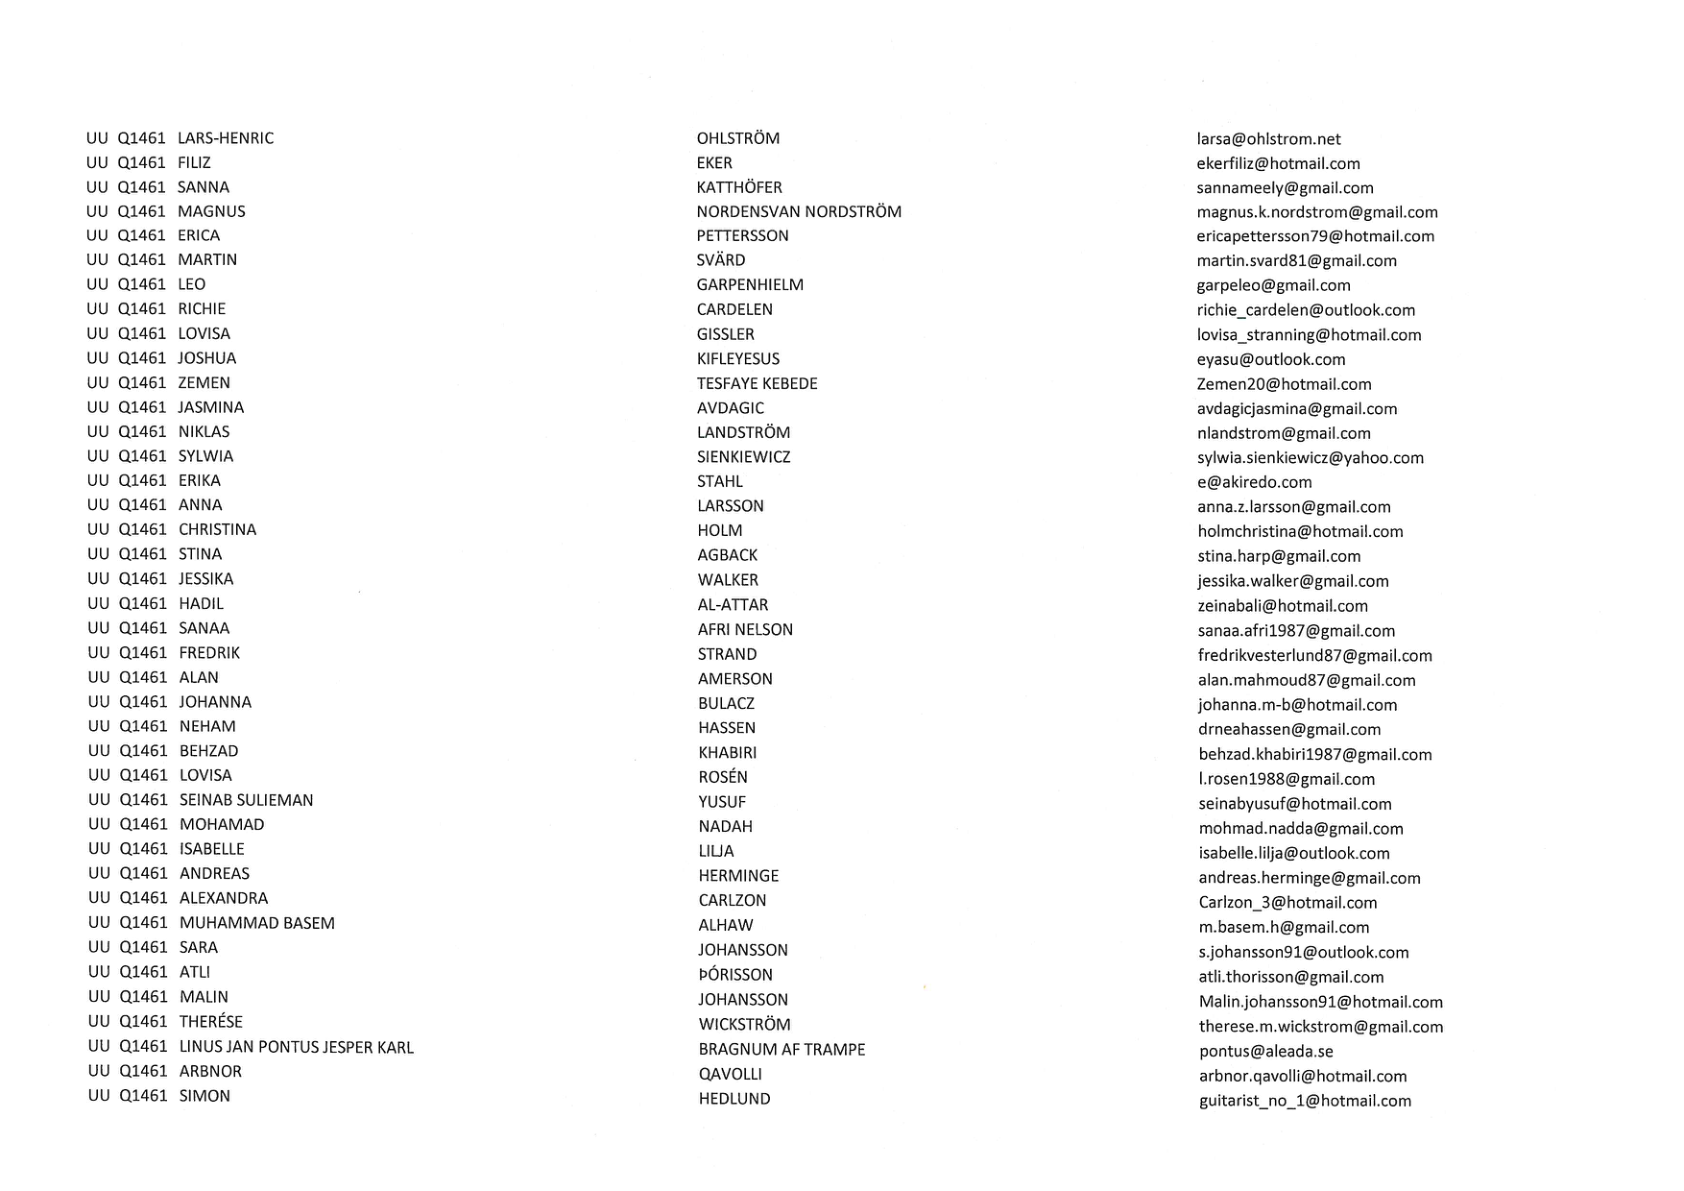 UU Q1461 LARS-HENRIC OHLSTRÖM larsa@ohlstrom.net
UU Q1461 FILIZ EKER ekerfiliz@hotmail.com
UU Q1461 SANNA KATTHÖFER sannameely@gmail.com
UU Q1461 MAGNUS NORDENSVAN NORDSTRÖM magnus.k.nordstrom@gmail.com
UU Q1461 ERICA PETTERSSON ericapettersson79@hotmail.com
UU Q1461 MARTIN SVÄRD martin.svard81@gmail.com
UU Q1461 LEO GARPENHIELM garpeleo@gmail.com
UU Q1461 RICHIE CARDELEN richie_cardelen@outlook.com
UU Q1461 LOVISA GISSLER lovisa_stranning@hotmail.com
UU Q1461 JOSHUA KIFLEYESUS eyasu@outlook.com
UU Q1461 ZEMEN TESFAYE KEBEDE Zemen20@hotmail.com
UU Q1461 JASMINA AVDAGIC avdagicjasmina@gmail.com
UU Q1461 NIKLAS LANDSTRÖM nlandstrom@gmail.com
UU Q1461 SYLWIA SIENKIEWICZ sylwia.sienkiewicz@yahoo.com
UU Q1461 ERIKA STAHL e@akiredo.com
UU Q1461 ANNA LARSSON anna.z.larsson@gmail.com
UU Q1461 CHRISTINA HOLM holmchristina@hotmail.com
UU Q1461 STINA AGBACK stina.harp@gmail.com
UU Q1461 JESSIKA WALKER jessika.walker@gmail.com
UU Q1461 HADIL AL-ATTAR zeinabali@hotmail.com
UU Q1461 SANAA AFRI NELSON sanaa.afri1987@gmail.com
UU Q1461 FREDRIK STRAND fredrikvesterlund87@gmail.com
UU Q1461 ALAN AMERSON alan.mahmoud87@gmail.com
UU Q1461 JOHANNA BULACZ johanna.m-b@hotmail.com
UU Q1461 NEHAM HASSEN drneahassen@gmail.com
UU Q1461 BEHZAD KHABIRI behzad.khabiri1987@gmail.com
UU Q1461 LOVISA ROSÉN l.rosen1988@gmail.com
UU Q1461 SEINAB SULIEMAN YUSUF seinabyusuf@hotmail.com
UU Q1461 MOHAMAD NADAH mohmad.nadda@gmail.com
UU Q1461 ISABELLE LILJA isabelle.lilja@outlook.com
UU Q1461 ANDREAS HERMINGE andreas.herminge@gmail.com
UU Q1461 ALEXANDRA CARLZON Carlzon_3@hotmail.com
UU Q1461 MUHAMMAD BASEM ALHAW m.basem.h@gmail.com
UU Q1461 SARA JOHANSSON s.johansson91@outlook.com
UU Q1461 ATLI ÞÓRISSON atli.thorisson@gmail.com
UU Q1461 MALIN JOHANSSON Malin.johansson91@hotmail.com
UU Q1461 THERÉSE WICKSTRÖM therese.m.wickstrom@gmail.com
UU Q1461 LINUS JAN PONTUS JESPER KARL BRAGNUM AF TRAMPE pontus@aleada.se
UU Q1461 ARBNOR QAVOLLI arbnor.qavolli@hotmail.com
UU Q1461 SIMON HEDLUND guitarist_no_1@hotmail.com